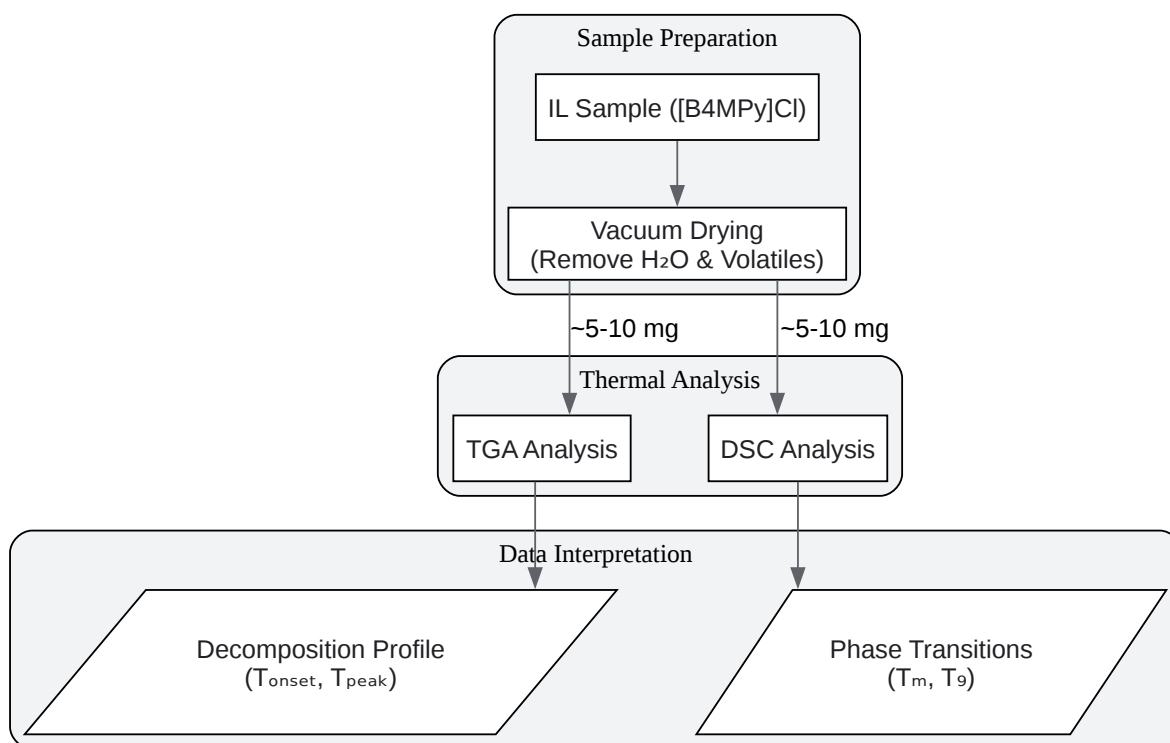 Sample Preparation
IL Sample ([B4MPy]Cl)
Vacuum Drying
(Remove H₂O & Volatiles)
~5-10 mg
~5-10 mg
Thermal Analysis
TGA Analysis
DSC Analysis
Data Interpretation
Decomposition Profile
(Tₒₙₛₑₜ, Tₚₑₐₖ)
Phase Transitions
(Tₘ, T₉)